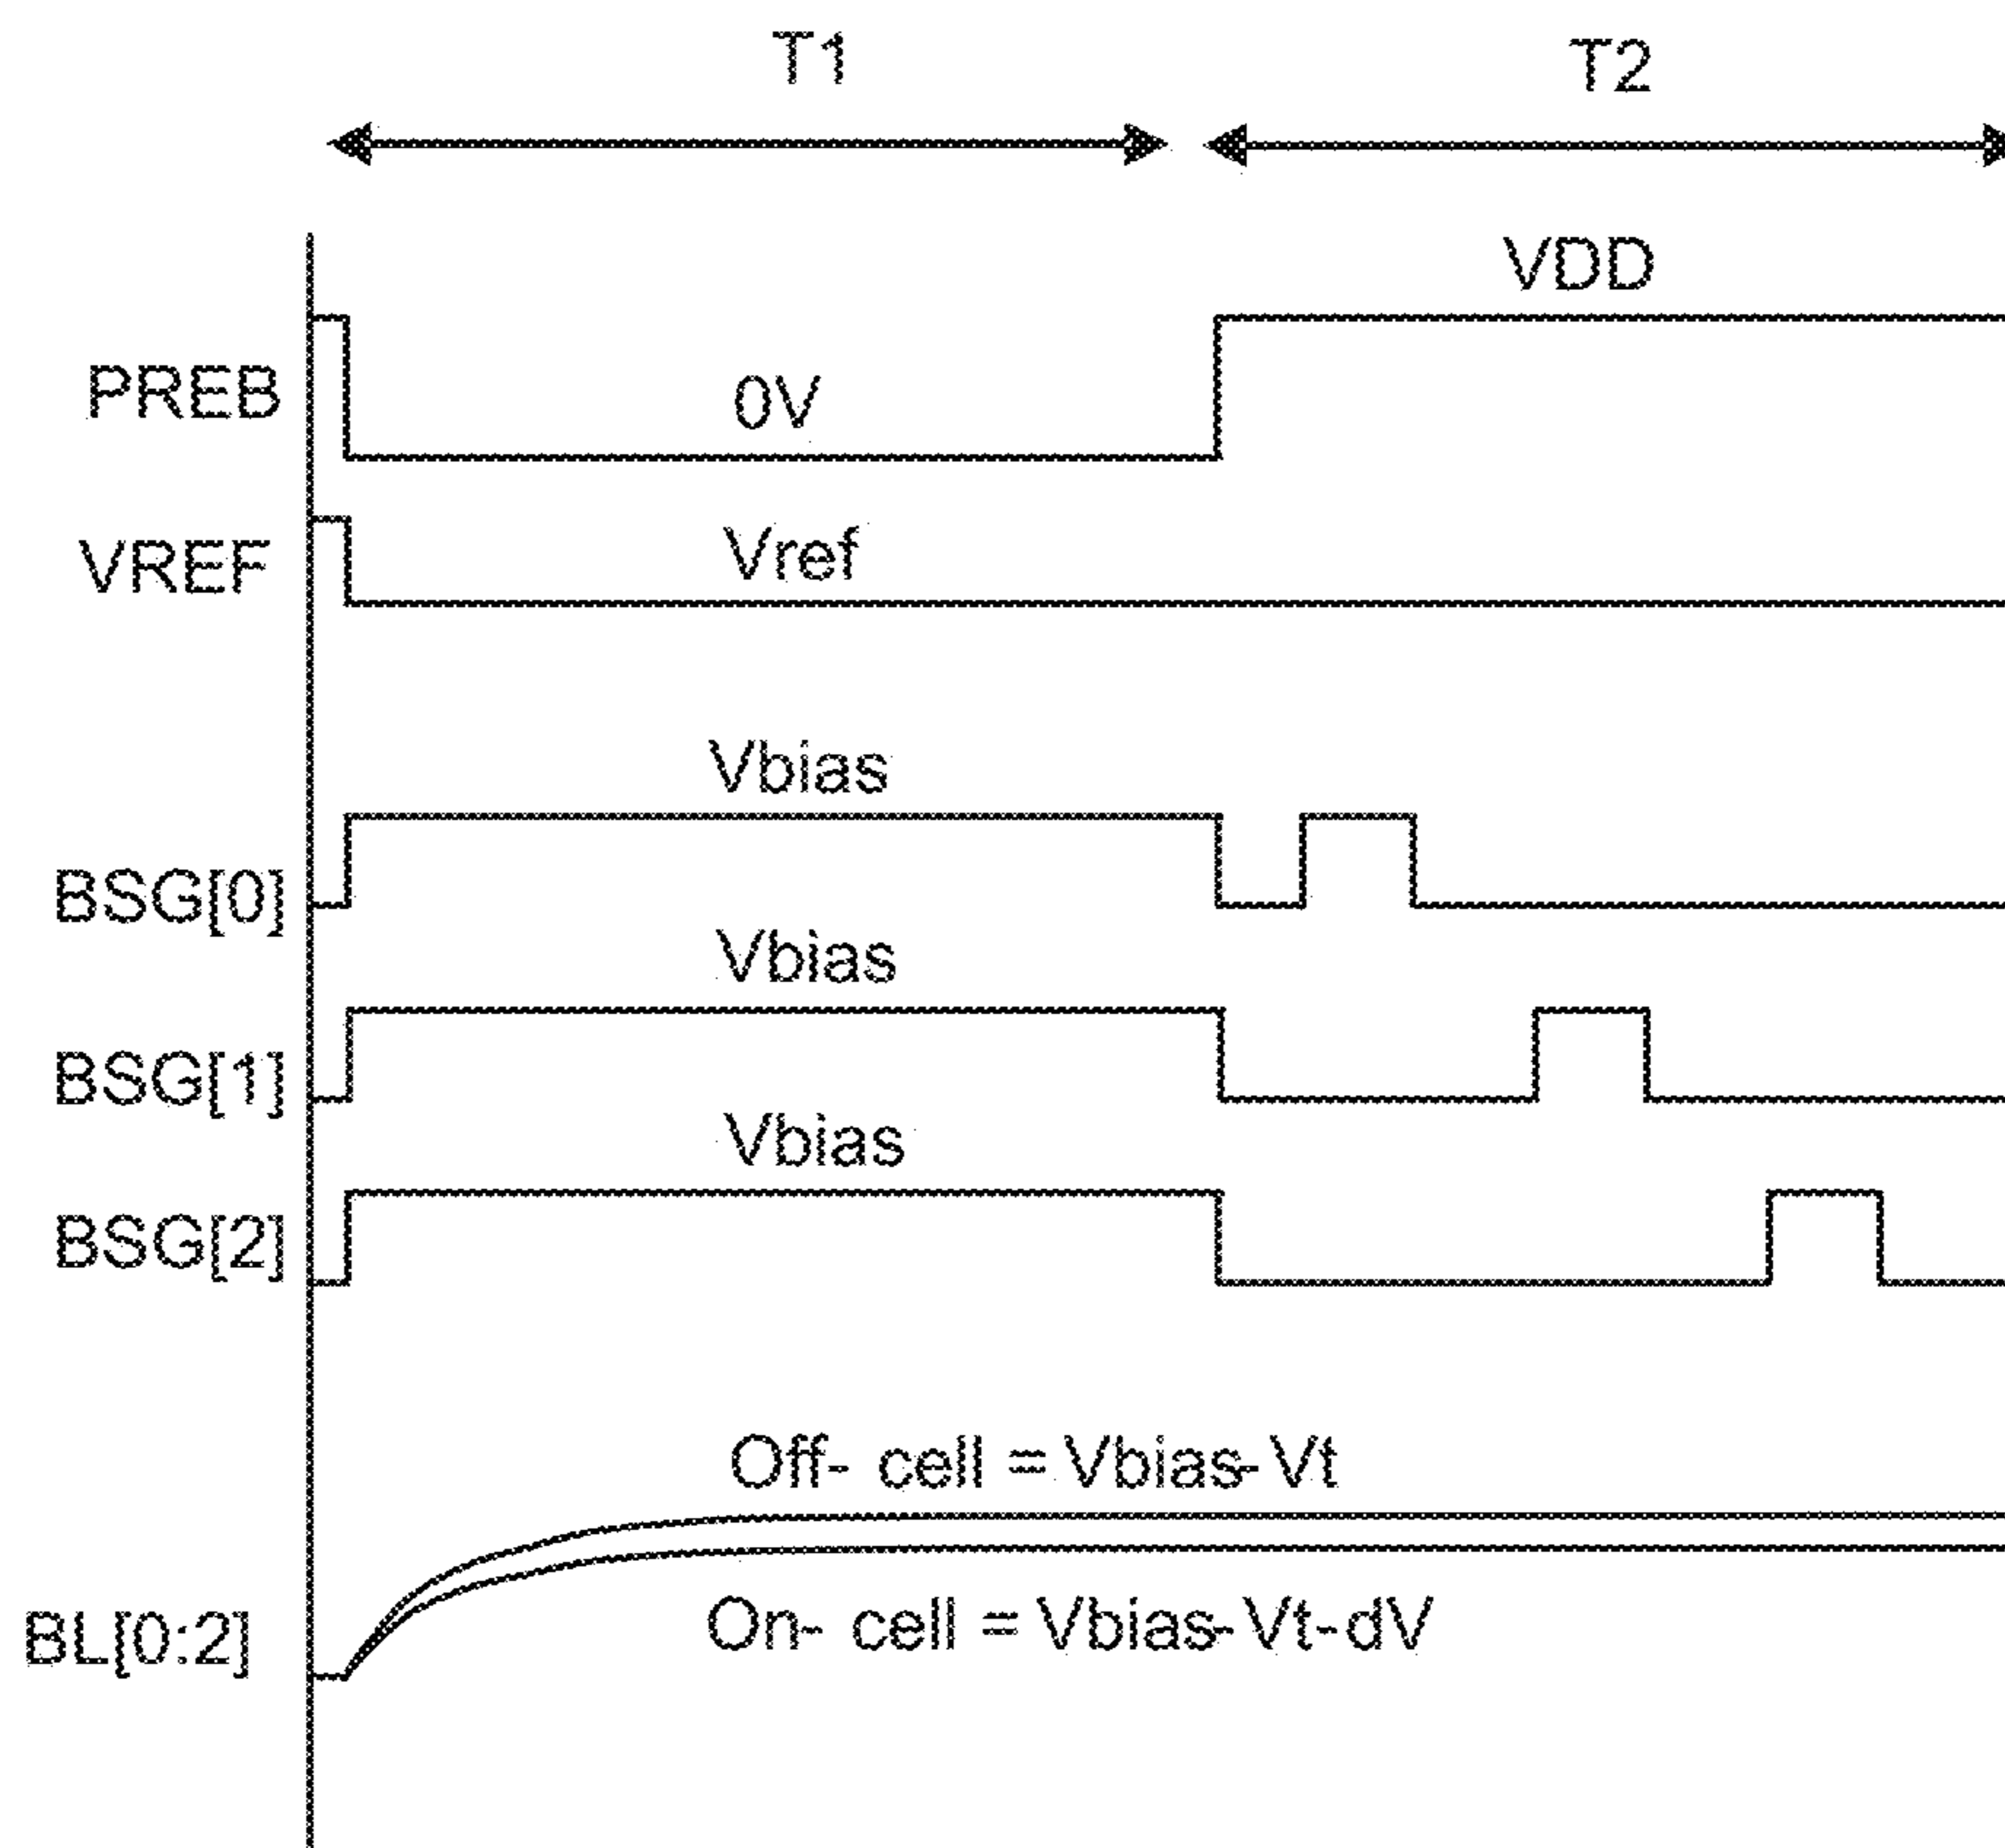 T1
T2
VDD
PREB
0V
VREF
Vref
Vbias
BSG[0]
Vbias
BSG[1]
Vbias
BSG[2]
Off- cell = Vbias-Vt
BL[0:2]
On- cell = Vbias-Vt-dV